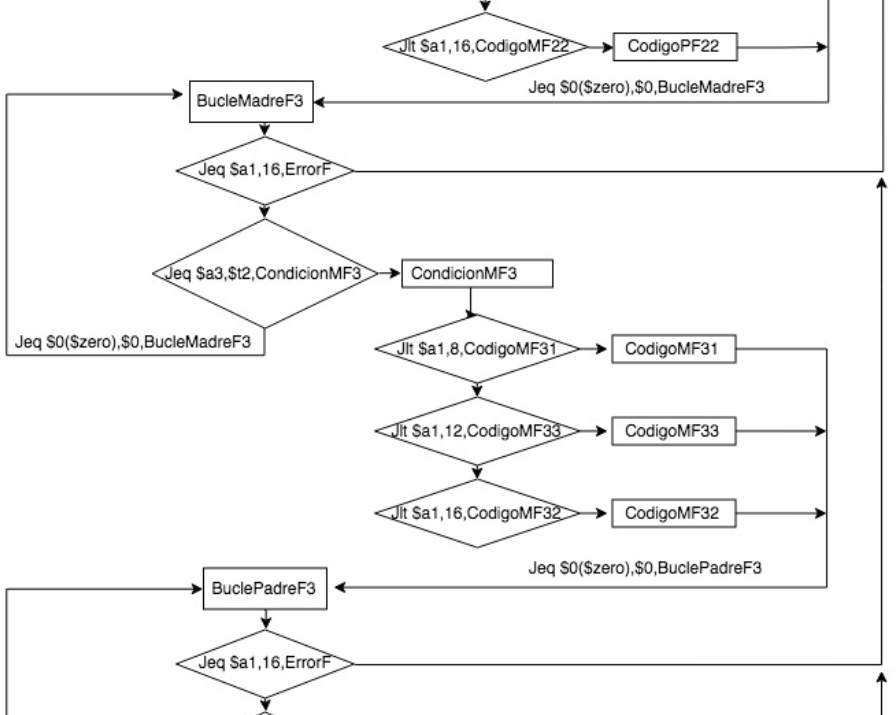 Jlt $a1,16,CodigoMF22
CodigoPF22
Jeq $0($zero),$0,BucleMadreF3
BucleMadreF3
Jeq $a1,16,ErrorF
Jeq $a3,$t2,CondicionMF3
CondicionMF3
Jeq $0($zero),$0,BucleMadreF3
Jlt $a1,8,CodigoMF31
CodigoMF31
Jlt $a1,12,CodigoMF33
CodigoMF33
Jlt $a1,16,CodigoMF32
CodigoMF32
Jeq $0($zero),$0,BuclePadreF3
BuclePadreF3
Jeq $a1,16,ErrorF